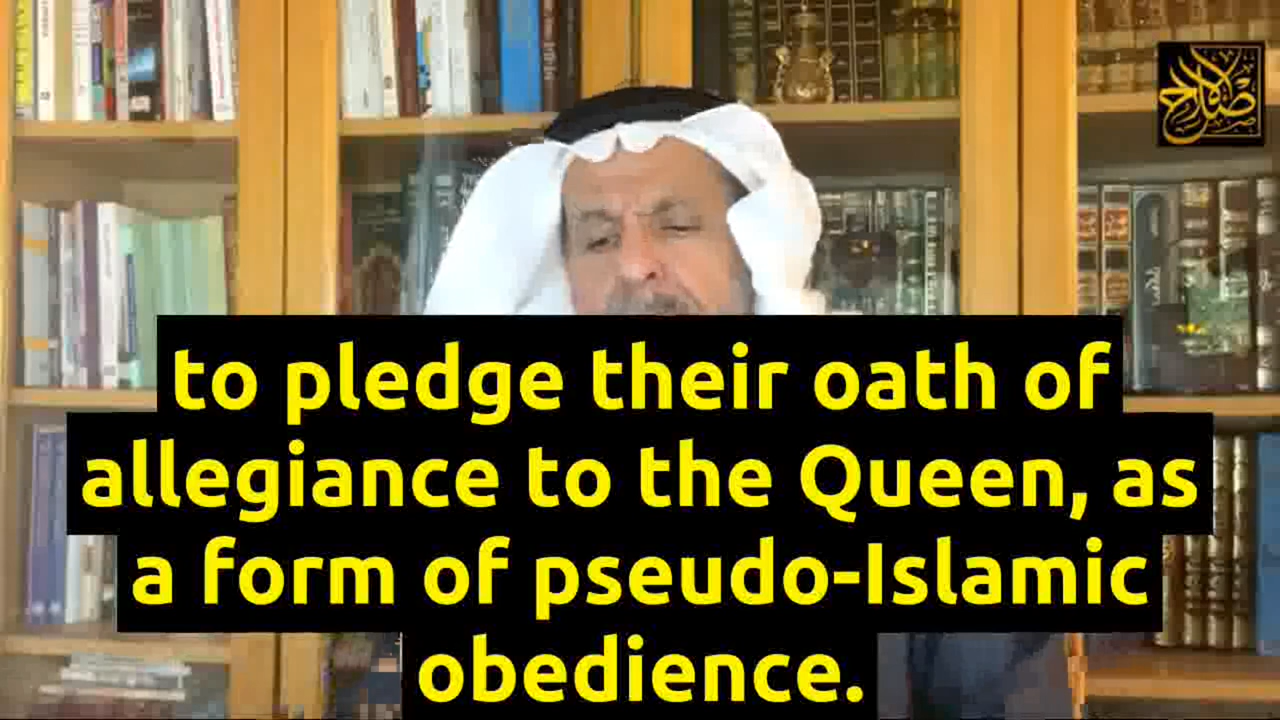 to pledge their oath of
allegiance to the Queen, as
a form of pseudo-Islamic
obedience.